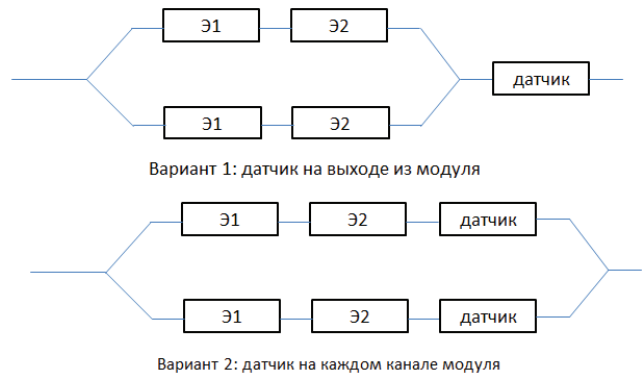 Э1 Э2
датчик
Э1 Э2
Вариант 1: датчик на выходе из модуля
Э1 Э2 датчик
Э1 Э2 датчик
Вариант 2: датчик на каждом канале модуля